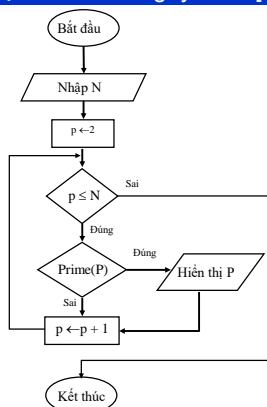 Bắt đầu
Nhập N
p ←2
Sai
p ≤ N
Đúng
Đúng
Prime(P)
Hiển thị P
Sai
p ←p + 1
Kết thúc